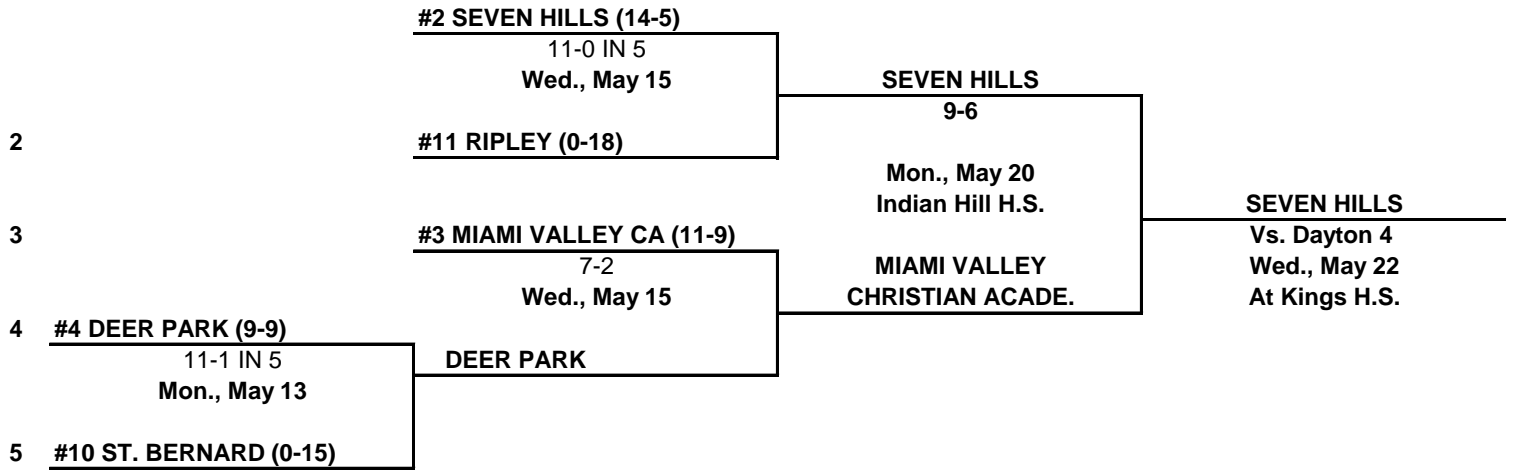 #2 SEVEN HILLS (14-5)
11-0 IN 5
Wed., May 15
SEVEN HILLS
9-6
2
#11 RIPLEY (0-18)
Mon., May 20
Indian Hill H.S.
SEVEN HILLS
3
#3 MIAMI VALLEY CA (11-9)
Vs. Dayton 4
7-2
MIAMI VALLEY
Wed., May 22
Wed., May 15
CHRISTIAN ACADE.
At Kings H.S.
4
#4 DEER PARK (9-9)
11-1 IN 5
DEER PARK
Mon., May 13
5
#10 ST. BERNARD (0-15)